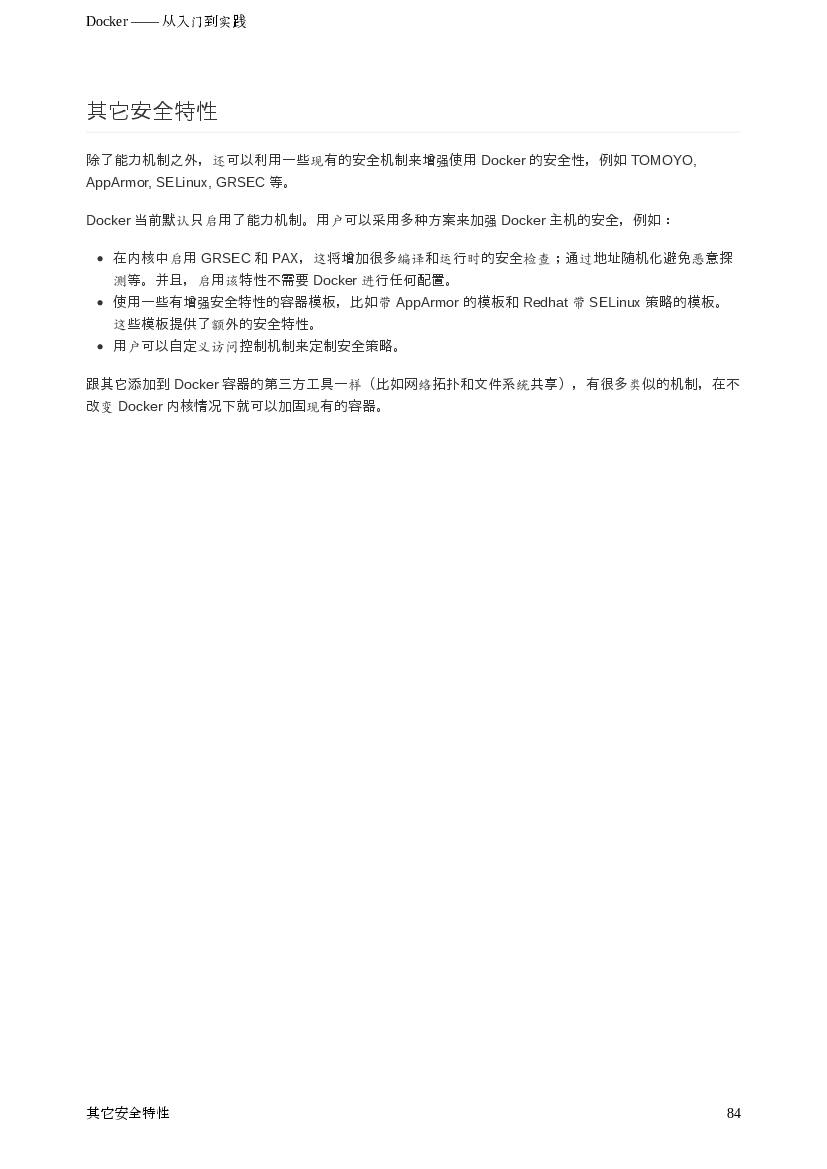 Docker —— 从入门到实践
其它安全特性
除了能力机制之外，还可以利用一些现有的安全机制来增强使用 Docker 的安全性，例如 TOMOYO,
AppArmor, SELinux, GRSEC 等。
Docker 当前默认只启用了能力机制。用户可以采用多种方案来加强 Docker 主机的安全，例如：
• 在内核中启用 GRSEC 和 PAX，这将增加很多编译和运行时的安全检查；通过地址随机化避免恶意探
测等。并且，启用该特性不需要 Docker 进行任何配置。
• 使用一些有增强安全特性的容器模板，比如带 AppArmor 的模板和 Redhat 带 SELinux 策略的模板。
这些模板提供了额外的安全特性。
• 用户可以自定义访问控制机制来定制安全策略。
跟其它添加到 Docker 容器的第三方工具一样（比如网络拓扑和文件系统共享），有很多类似的机制，在不
改变 Docker 内核情况下就可以加固现有的容器。
其它安全特性 84